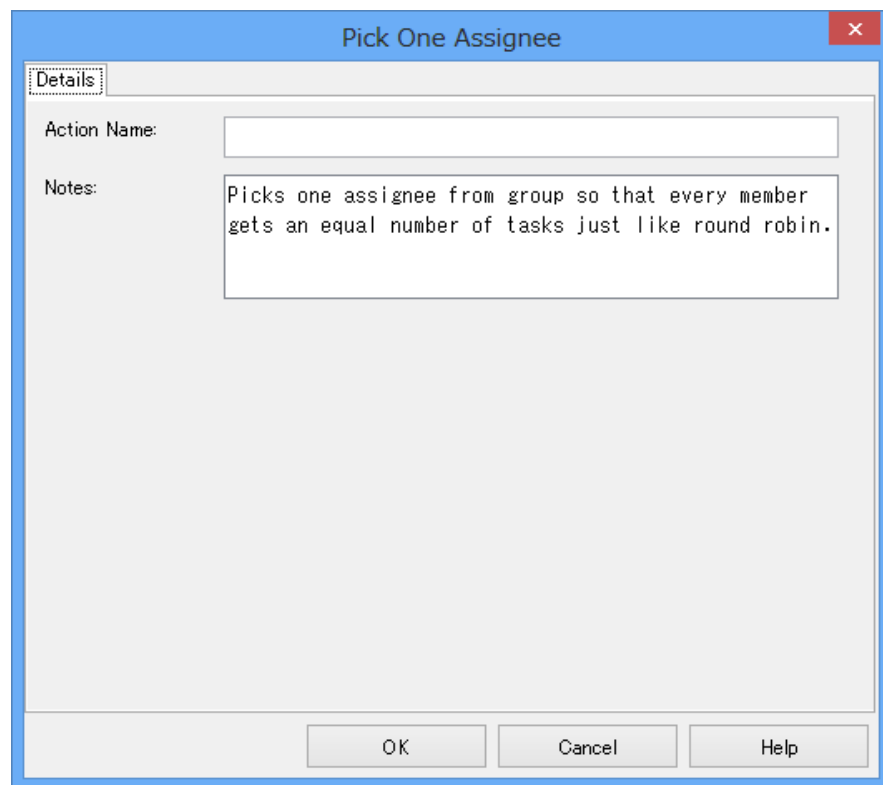 Pick One Assignee
Details
Action Name:
Notes:
Picks one assignee from group so that every member
gets an equal number of tasks just like round robin.
OK
Cancel
Help